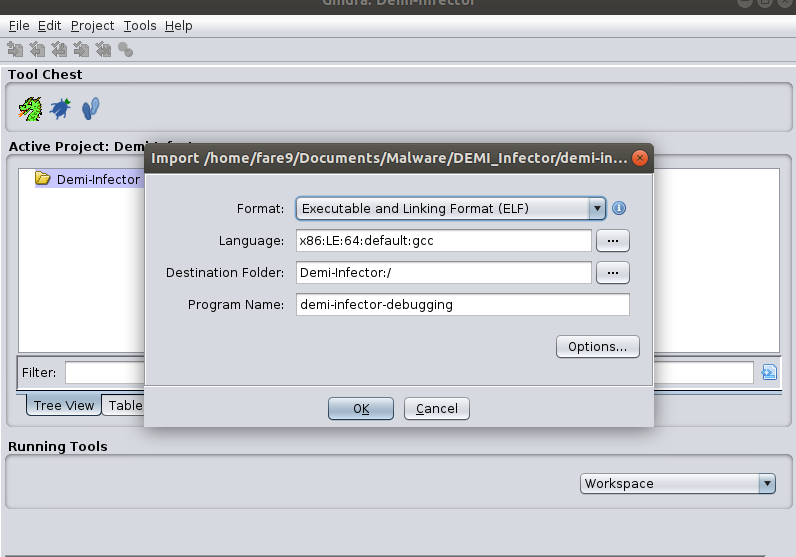 Ghidra: Demi-Infector
File Edit Project Tools Help
Tool Chest
Active Project: Demi
Import /home/fare9/Documents/Malware/DEMI_Infector/demi-in...
Demi-Infector
Format: Executable and Linking Format (ELF)
Language: x86:LE:64:default:gcc ...
Destination Folder: Demi-Infector:/ ...
Program Name: demi-infector-debugging
Options...
Filter:
OK Cancel
Tree View Table
Running Tools
Workspace